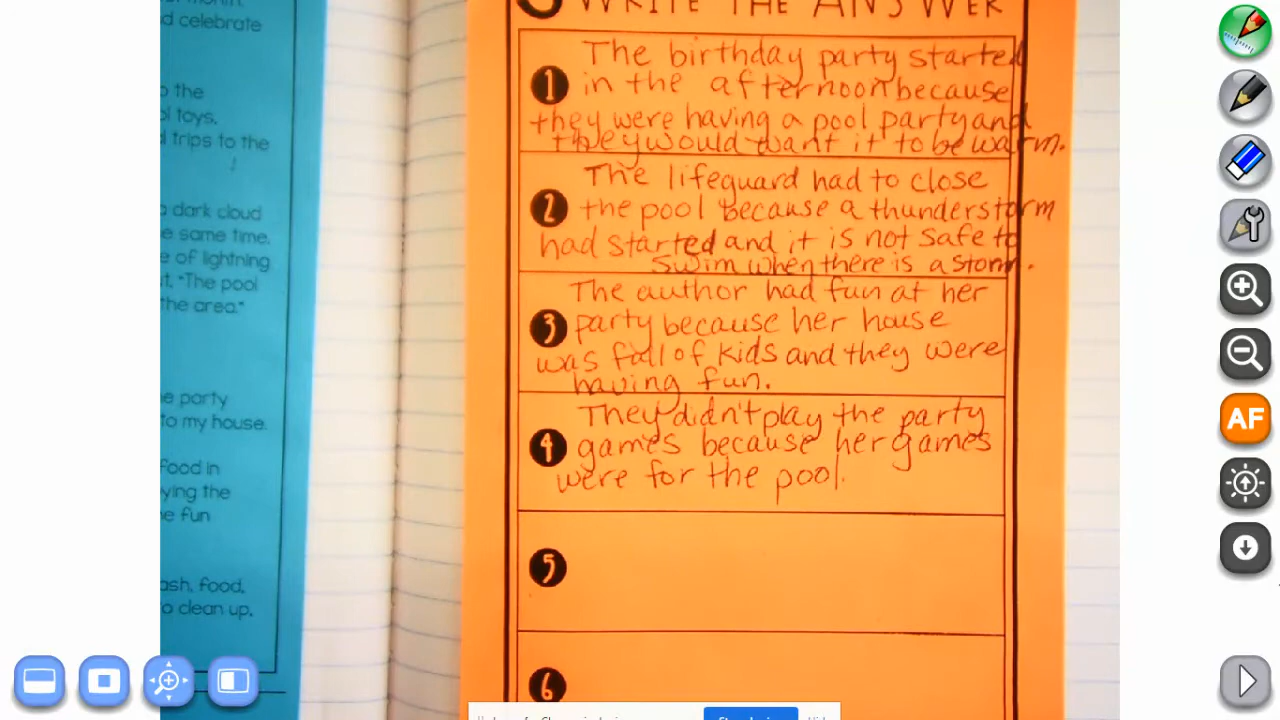 d celebrate
o the
ol toys.
l trips to the
a dark cloud
e same time.
e of lightning
t, "The pool
the area."
e party
to my house.
food in
ying the
e fun
ash, food,
o clean up.
WRITE THE ANSWER
1 The birthday party started
in the afternoon because
they were having a pool party and
they would want it to be warm.
2 The lifeguard had to close
the pool because a thunderstorm
had started and it is not safe to
swim when there is a storm.
3 The author had fun at her
party because her house
was full of kids and they were
having fun.
4 They didn't play the party
games because her games
were for the pool.
5
6
AF